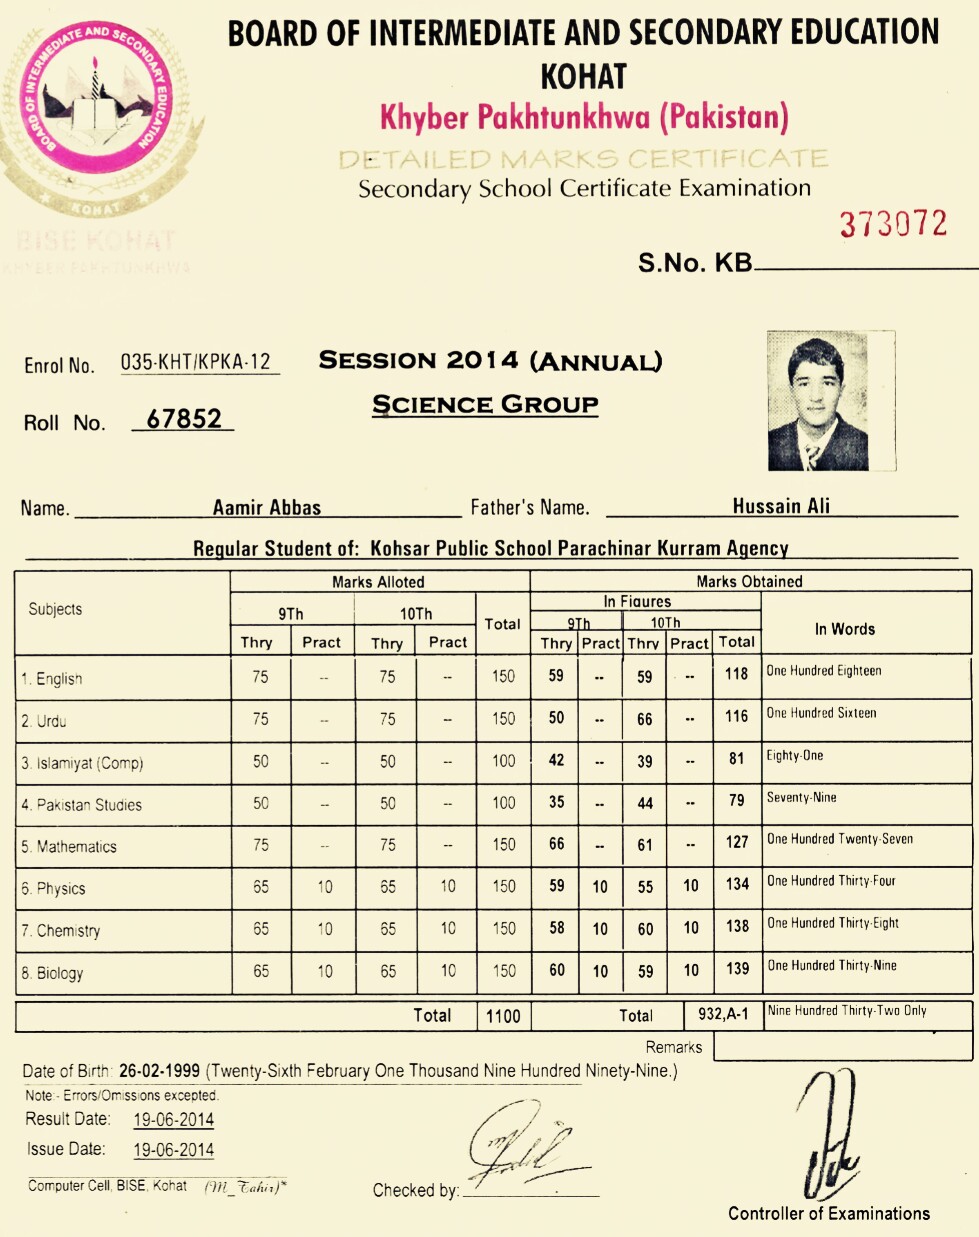 BOARD OF INTERMEDIATE AND SECONDARY EDUCATION
KOHAT
Khyber Pakhtunkhwa (Pakistan)
DETAILED MARKS CERTIFICATE
Secondary School Certificate Examination
BOARD OF INTERMEDIATE AND SECONDARY EDUCATION
KOHAT
BISE KOHAT
KHYBER PAKHTUNKHWA
373072
S.No. KB
Enrol No. 035-KHT/KPKA-12 SESSION 2014 (ANNUAL)
Roll No. 67852 SCIENCE GROUP
Name. Aamir Abbas Father's Name. Hussain Ali
Regular Student of: Kohsar Public School Parachinar Kurram Agency
Subjects Marks Alloted Marks Obtained
9Th 10Th Total In Figures In Words
9Th 10Th
Thry Pract Thry Pract Thry Pract Thry Pract Total
1. English 75 -- 75 -- 150 59 -- 59 -- 118 One Hundred Eighteen
2. Urdu 75 -- 75 -- 150 50 -- 66 -- 116 One Hundred Sixteen
3. Islamiyat (Comp) 50 -- 50 -- 100 42 -- 39 -- 81 Eighty-One
4. Pakistan Studies 50 -- 50 -- 100 35 -- 44 -- 79 Seventy-Nine
5. Mathematics 75 -- 75 -- 150 66 -- 61 -- 127 One Hundred Twenty-Seven
6. Physics 65 10 65 10 150 59 10 55 10 134 One Hundred Thirty-Four
7. Chemistry 65 10 65 10 150 58 10 60 10 138 One Hundred Thirty-Eight
8. Biology 65 10 65 10 150 60 10 59 10 139 One Hundred Thirty-Nine
Total 1100 Total 932,A-1 Nine Hundred Thirty-Two Only
Remarks
Date of Birth: 26-02-1999 (Twenty-Sixth February One Thousand Nine Hundred Ninety-Nine.)
Note:- Errors/Omissions excepted.
Result Date: 19-06-2014
Issue Date: 19-06-2014
Computer Cell, BISE, Kohat (M_Tahir)*
Checked by:
Controller of Examinations